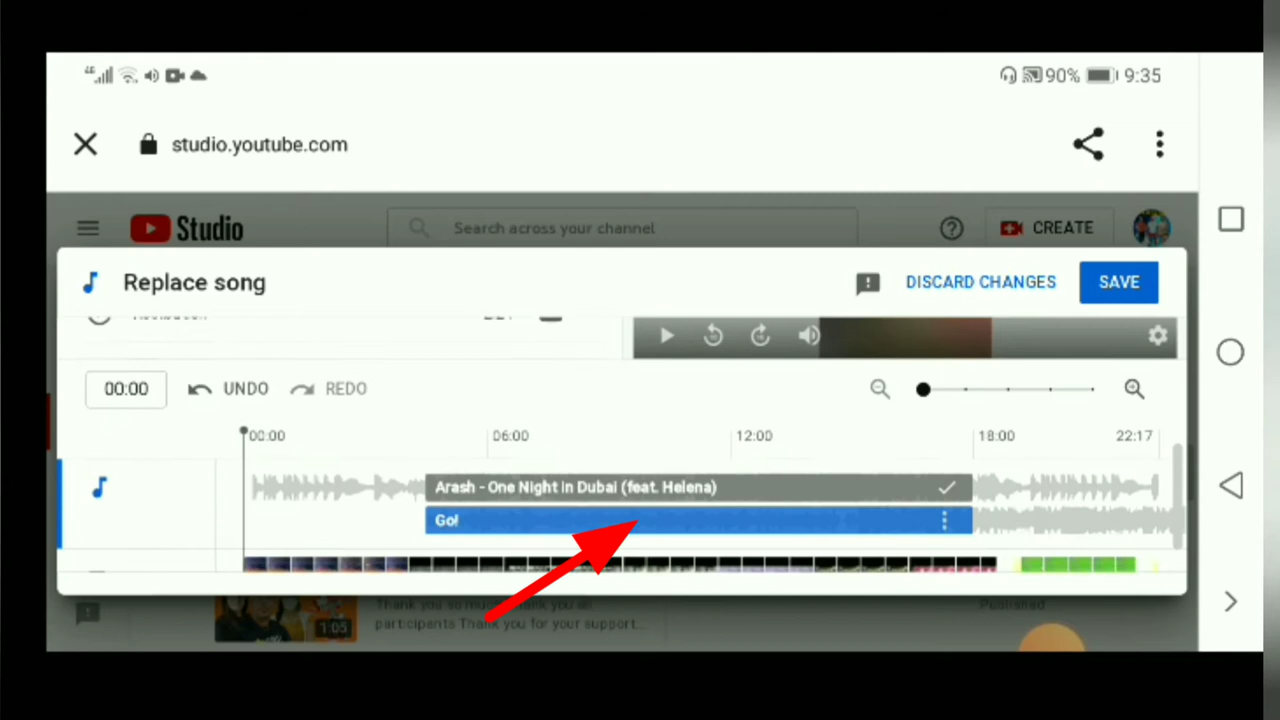 90% 9:35
studio.youtube.com
Studio
Search across your channel
CREATE
Replace song
DISCARD CHANGES
SAVE
00:00
UNDO
REDO
00:00
06:00
12:00
18:00
22:17
Arash - One Night in Dubai (feat. Helena)
Go!
1:05
Thank you so much Thank you all
participants Thank you for your support...
Published